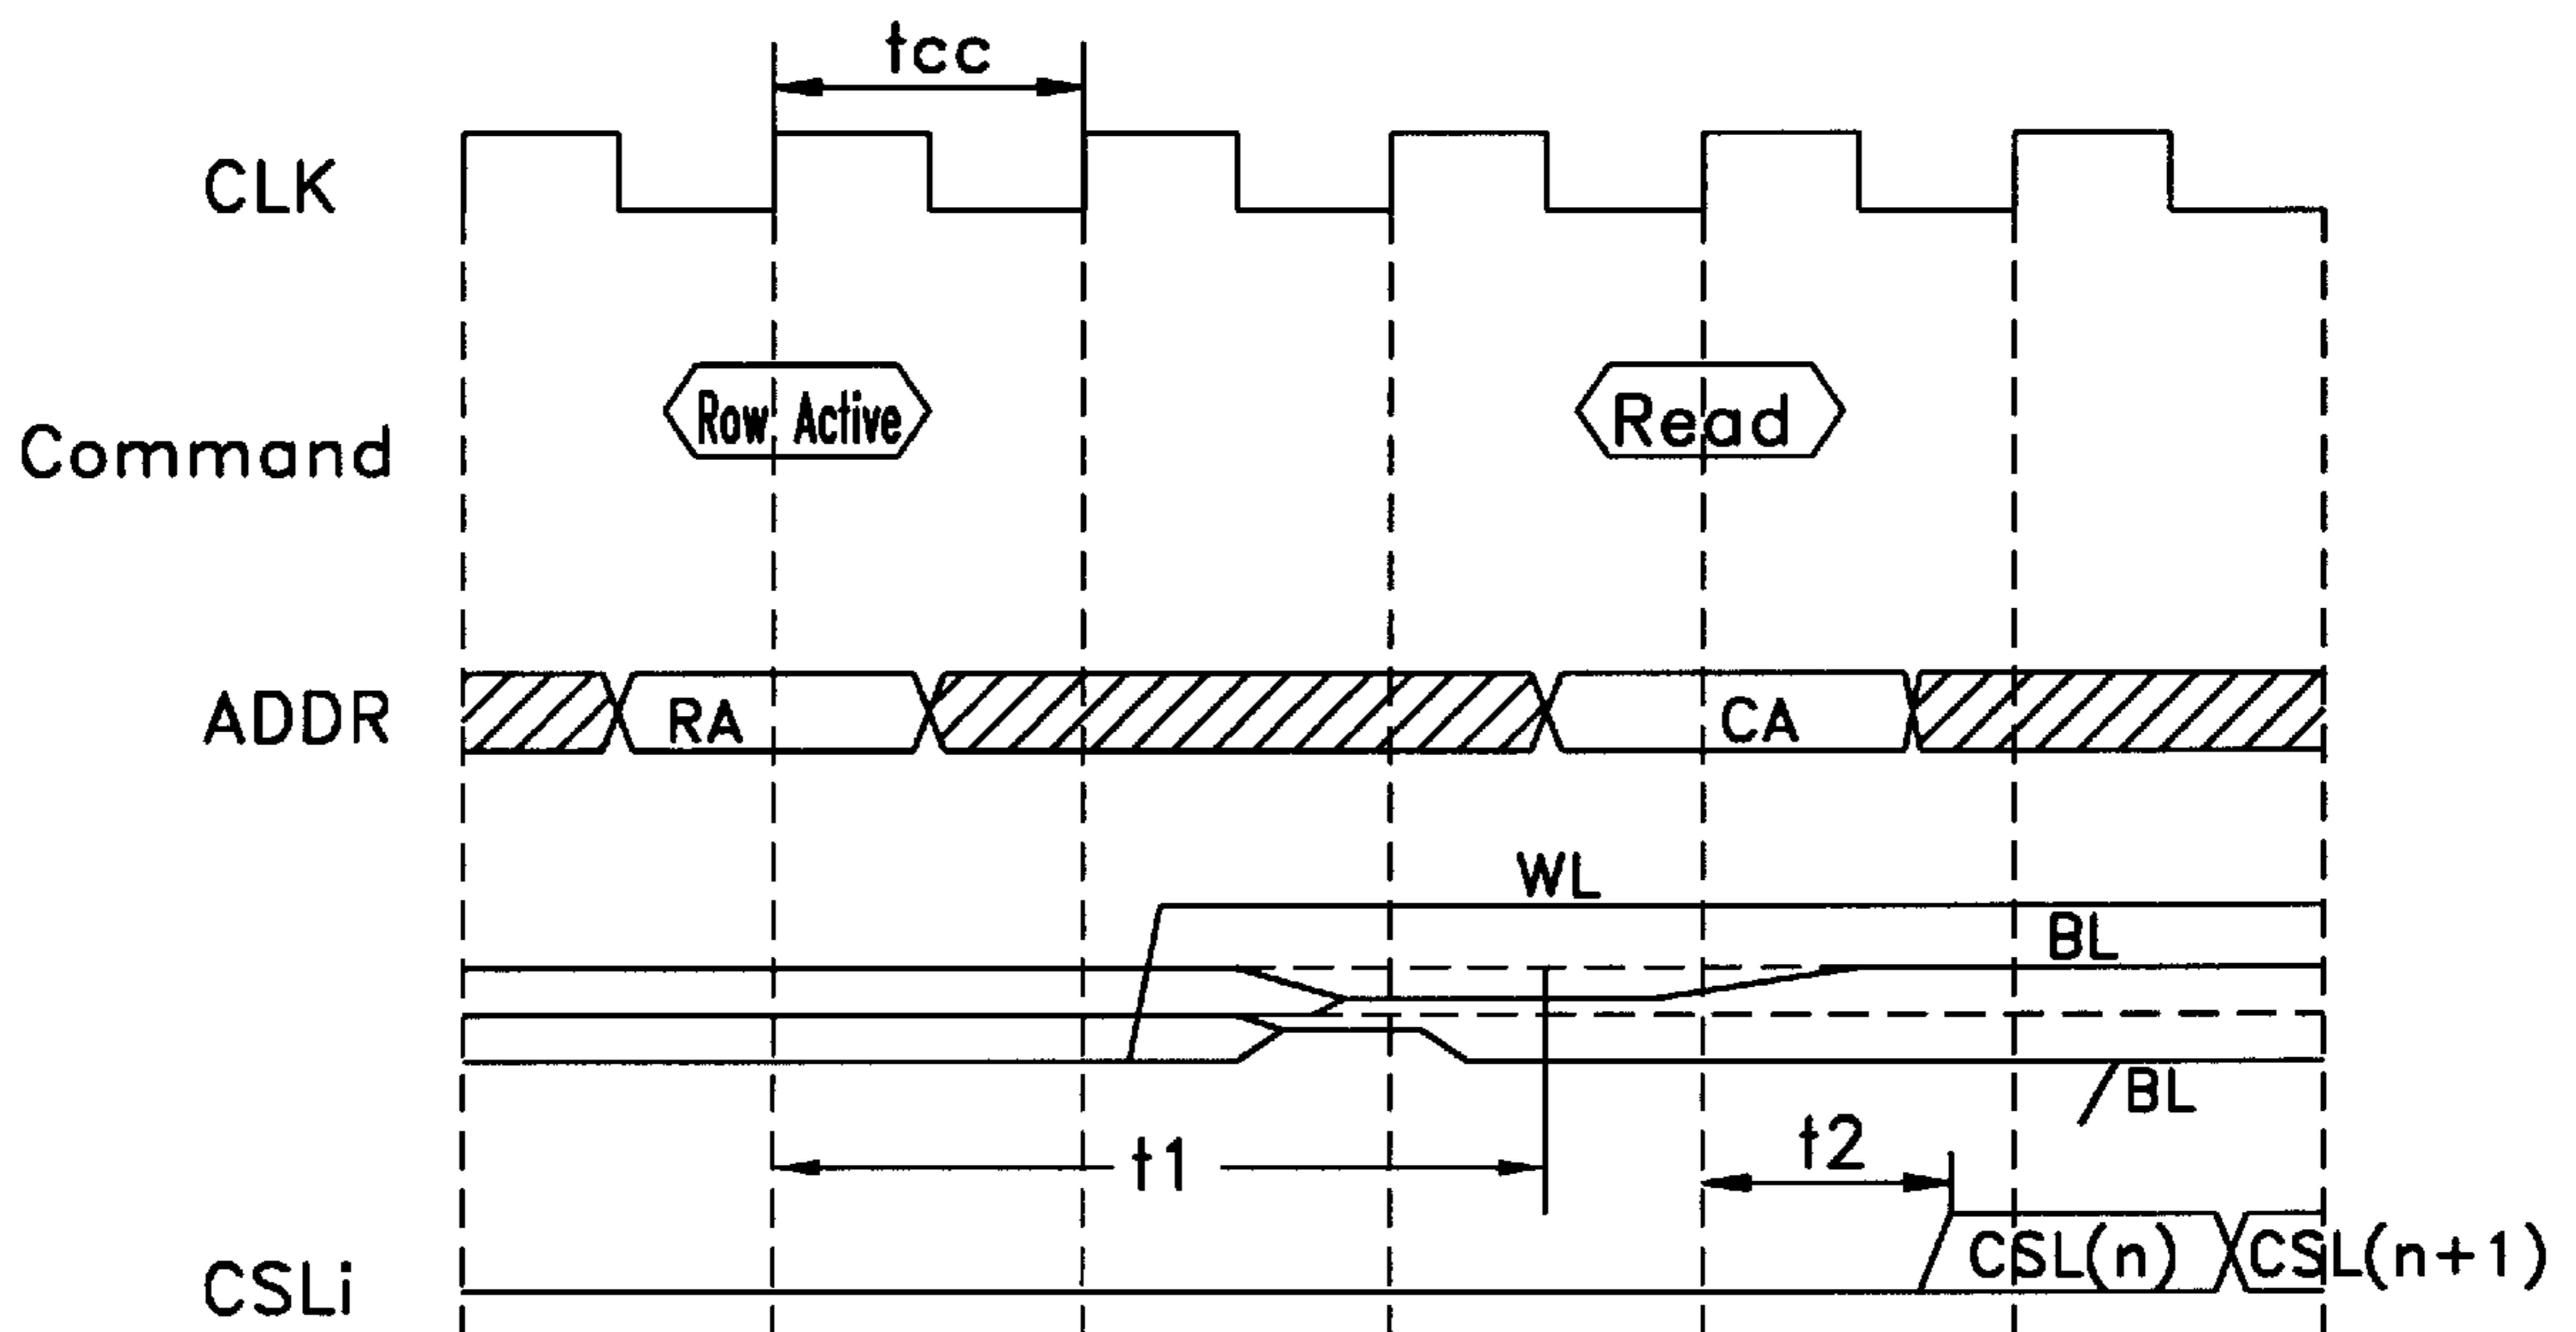 tcc
CLK
Command
Row Active
Read
ADDR
RA
CA
WL
BL
/BL
t1
t2
CSLi
CSL(n)
CSL(n+1)